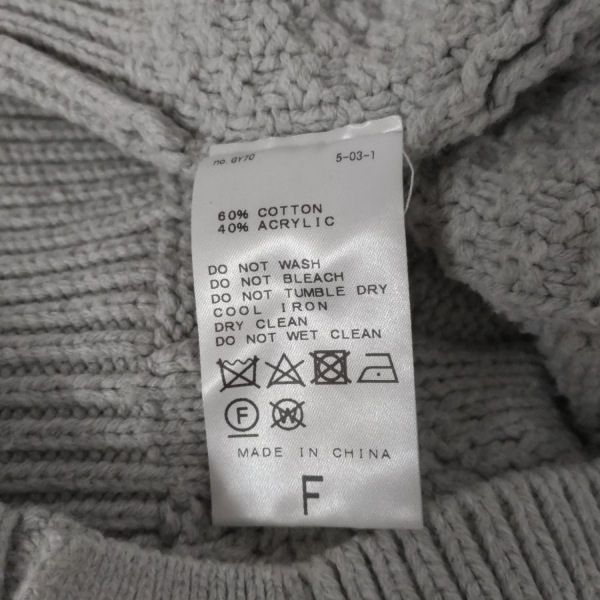 no. GY70 5-03-1
60% COTTON
40% ACRYLIC
DO NOT WASH
DO NOT BLEACH
DO NOT TUMBLE DRY
COOL IRON
DRY CLEAN
DO NOT WET CLEAN
F W
MADE IN CHINA
F